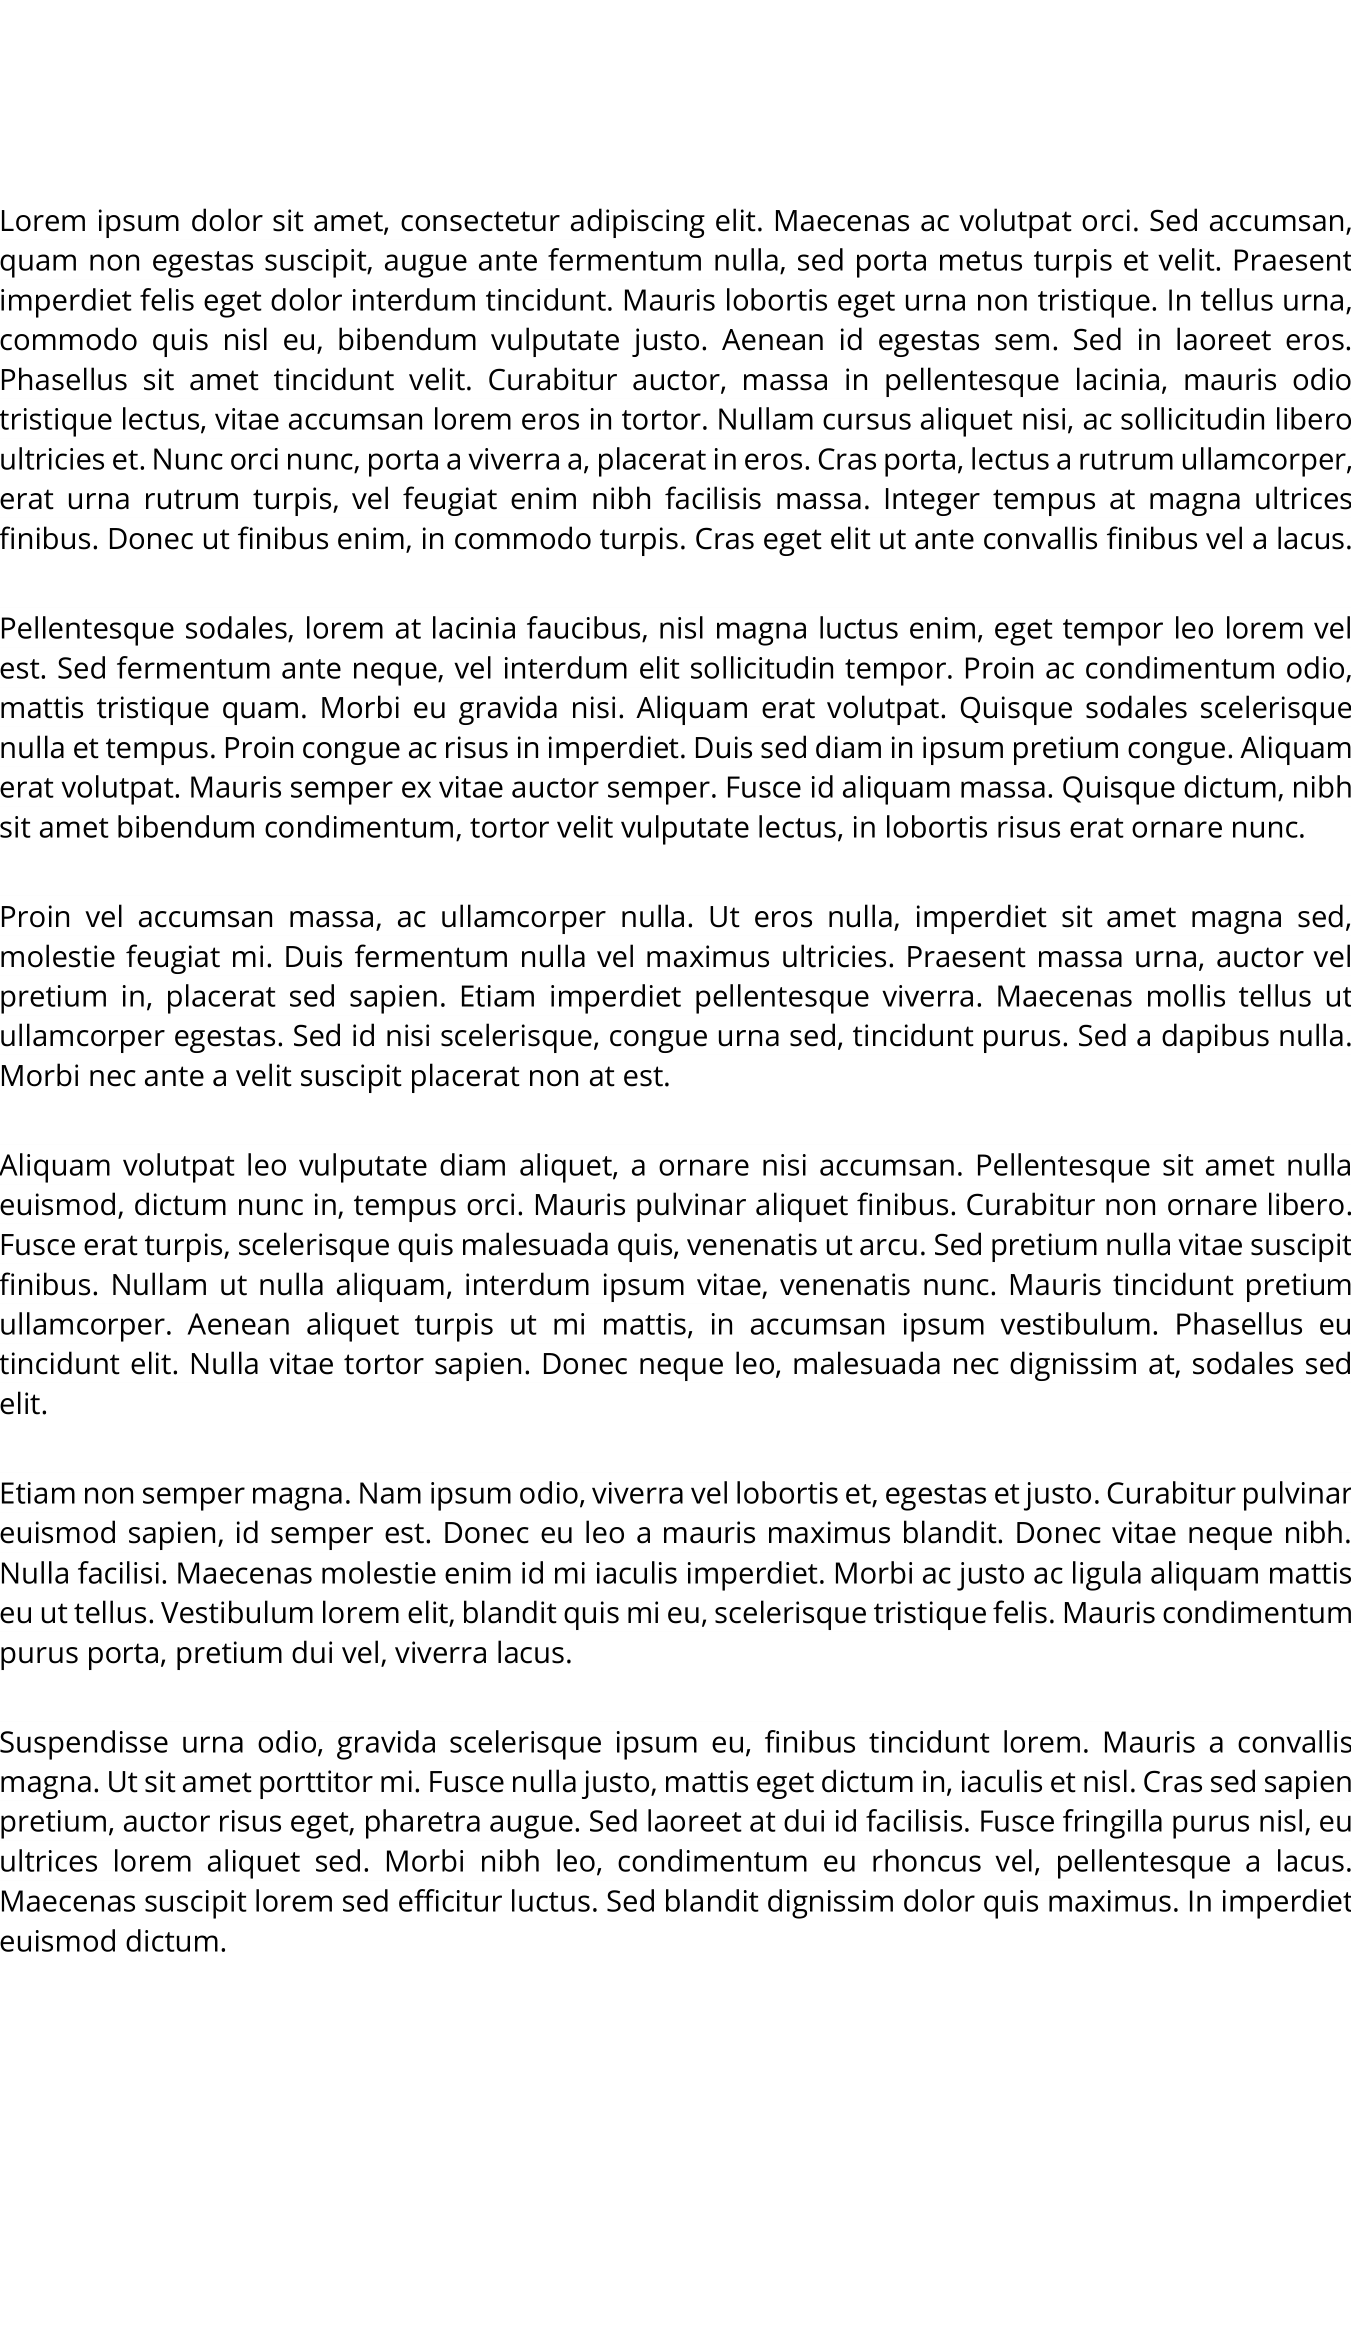 Lorem ipsum dolor sit amet, consectetur adipiscing elit. Maecenas ac volutpat orci. Sed accumsan,
quam non egestas suscipit, augue ante fermentum nulla, sed porta metus turpis et velit. Praesent
imperdiet felis eget dolor interdum tincidunt. Mauris lobortis eget urna non tristique. In tellus urna,
commodo quis nisl eu, bibendum vulputate justo. Aenean id egestas sem. Sed in laoreet eros.
Phasellus sit amet tincidunt velit. Curabitur auctor, massa in pellentesque lacinia, mauris odio
tristique lectus, vitae accumsan lorem eros in tortor. Nullam cursus aliquet nisi, ac sollicitudin libero
ultricies et. Nunc orci nunc, porta a viverra a, placerat in eros. Cras porta, lectus a rutrum ullamcorper,
erat urna rutrum turpis, vel feugiat enim nibh facilisis massa. Integer tempus at magna ultrices
finibus. Donec ut finibus enim, in commodo turpis. Cras eget elit ut ante convallis finibus vel a lacus.

Pellentesque sodales, lorem at lacinia faucibus, nisl magna luctus enim, eget tempor leo lorem vel
est. Sed fermentum ante neque, vel interdum elit sollicitudin tempor. Proin ac condimentum odio,
mattis tristique quam. Morbi eu gravida nisi. Aliquam erat volutpat. Quisque sodales scelerisque
nulla et tempus. Proin congue ac risus in imperdiet. Duis sed diam in ipsum pretium congue. Aliquam
erat volutpat. Mauris semper ex vitae auctor semper. Fusce id aliquam massa. Quisque dictum, nibh
sit amet bibendum condimentum, tortor velit vulputate lectus, in lobortis risus erat ornare nunc.

Proin vel accumsan massa, ac ullamcorper nulla. Ut eros nulla, imperdiet sit amet magna sed,
molestie feugiat mi. Duis fermentum nulla vel maximus ultricies. Praesent massa urna, auctor vel
pretium in, placerat sed sapien. Etiam imperdiet pellentesque viverra. Maecenas mollis tellus ut
ullamcorper egestas. Sed id nisi scelerisque, congue urna sed, tincidunt purus. Sed a dapibus nulla.
Morbi nec ante a velit suscipit placerat non at est.

Aliquam volutpat leo vulputate diam aliquet, a ornare nisi accumsan. Pellentesque sit amet nulla
euismod, dictum nunc in, tempus orci. Mauris pulvinar aliquet finibus. Curabitur non ornare libero.
Fusce erat turpis, scelerisque quis malesuada quis, venenatis ut arcu. Sed pretium nulla vitae suscipit
finibus. Nullam ut nulla aliquam, interdum ipsum vitae, venenatis nunc. Mauris tincidunt pretium
ullamcorper. Aenean aliquet turpis ut mi mattis, in accumsan ipsum vestibulum. Phasellus eu
tincidunt elit. Nulla vitae tortor sapien. Donec neque leo, malesuada nec dignissim at, sodales sed
elit.

Etiam non semper magna. Nam ipsum odio, viverra vel lobortis et, egestas et justo. Curabitur pulvinar
euismod sapien, id semper est. Donec eu leo a mauris maximus blandit. Donec vitae neque nibh.
Nulla facilisi. Maecenas molestie enim id mi iaculis imperdiet. Morbi ac justo ac ligula aliquam mattis
eu ut tellus. Vestibulum lorem elit, blandit quis mi eu, scelerisque tristique felis. Mauris condimentum
purus porta, pretium dui vel, viverra lacus.

Suspendisse urna odio, gravida scelerisque ipsum eu, finibus tincidunt lorem. Mauris a convallis
magna. Ut sit amet porttitor mi. Fusce nulla justo, mattis eget dictum in, iaculis et nisl. Cras sed sapien
pretium, auctor risus eget, pharetra augue. Sed laoreet at dui id facilisis. Fusce fringilla purus nisl, eu
ultrices lorem aliquet sed. Morbi nibh leo, condimentum eu rhoncus vel, pellentesque a lacus.
Maecenas suscipit lorem sed efficitur luctus. Sed blandit dignissim dolor quis maximus. In imperdiet
euismod dictum.